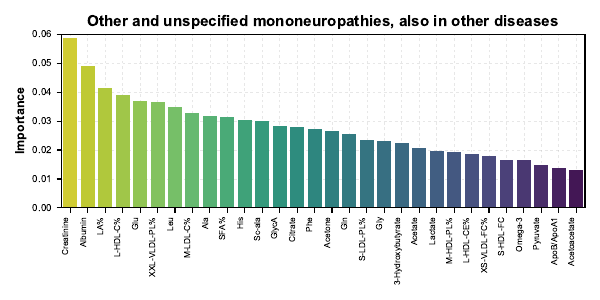 Other and unspecified mononeuropathies, also in other diseases
Importance
0.06
0.05
0.04
0.03
0.02
0.01
0.00
Creatinine
Albumin
LA%
L-HDL-C%
Glu
XXL-VLDL-PL%
Leu
M-LDL-C%
Ala
SFA%
His
Sc-ala
GlycA
Citrate
Phe
Acetone
Gln
S-LDL-PL%
Gly
3-Hydroxybutyrate
Acetate
Lactate
M-HDL-PL%
L-HDL-CE%
XS-VLDL-FC%
S-HDL-FC
Omega-3
Pyruvate
ApoB/ApoA1
Acetoacetate